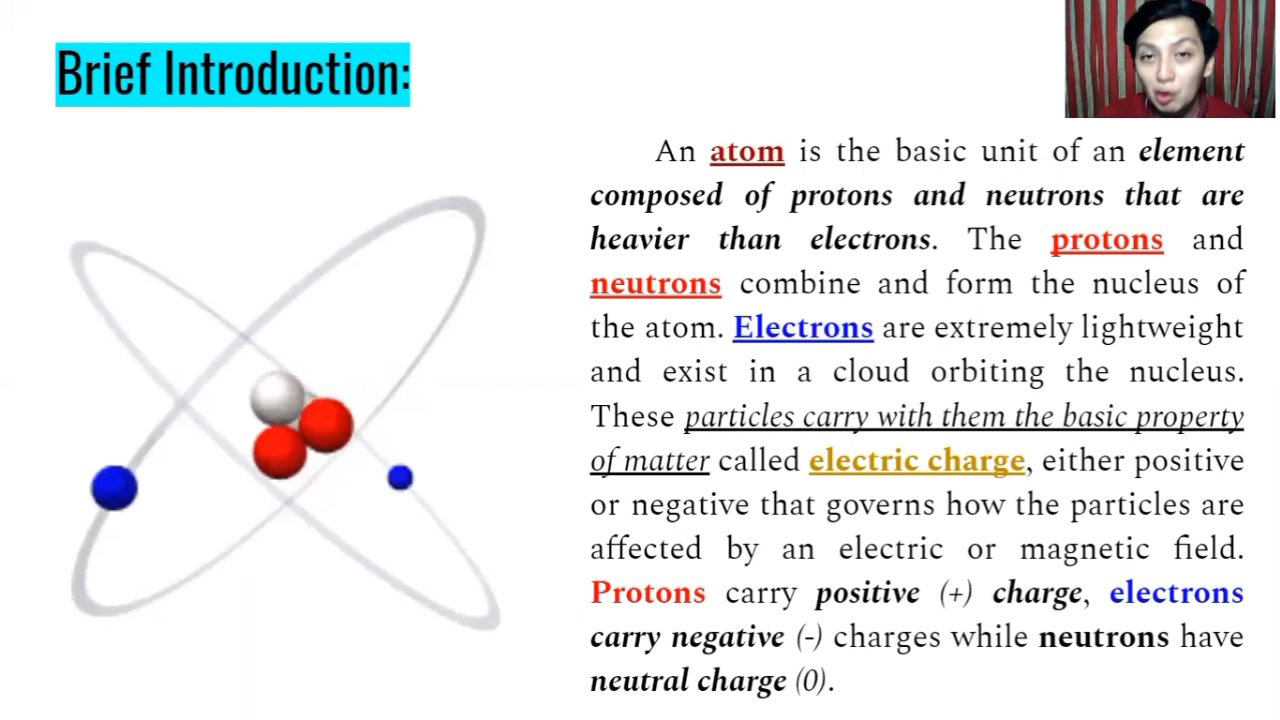 Brief Introduction:
An atom is the basic unit of an element
composed of protons and neutrons that are
heavier than electrons. The protons and
neutrons combine and form the nucleus of
the atom. Electrons are extremely lightweight
and exist in a cloud orbiting the nucleus.
These particles carry with them the basic property
of matter called electric charge, either positive
or negative that governs how the particles are
affected by an electric or magnetic field.
Protons carry positive (+) charge, electrons
carry negative (-) charges while neutrons have
neutral charge (0).